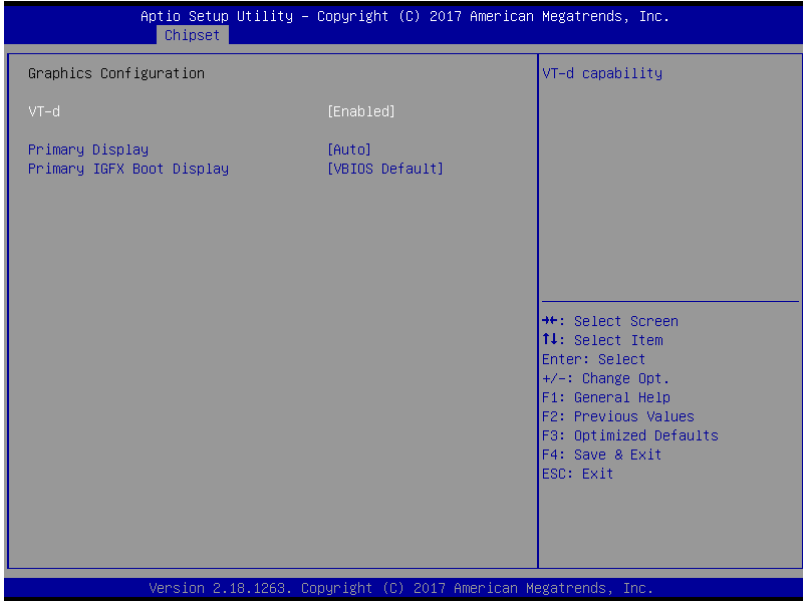 Aptio Setup Utility – Copyright (C) 2017 American Megatrends, Inc.
Chipset
Graphics Configuration
VT-d [Enabled]
Primary Display [Auto]
Primary IGFX Boot Display [VBIOS Default]
VT-d capability
→←: Select Screen
↑↓: Select Item
Enter: Select
+/-: Change Opt.
F1: General Help
F2: Previous Values
F3: Optimized Defaults
F4: Save & Exit
ESC: Exit
Version 2.18.1263. Copyright (C) 2017 American Megatrends, Inc.